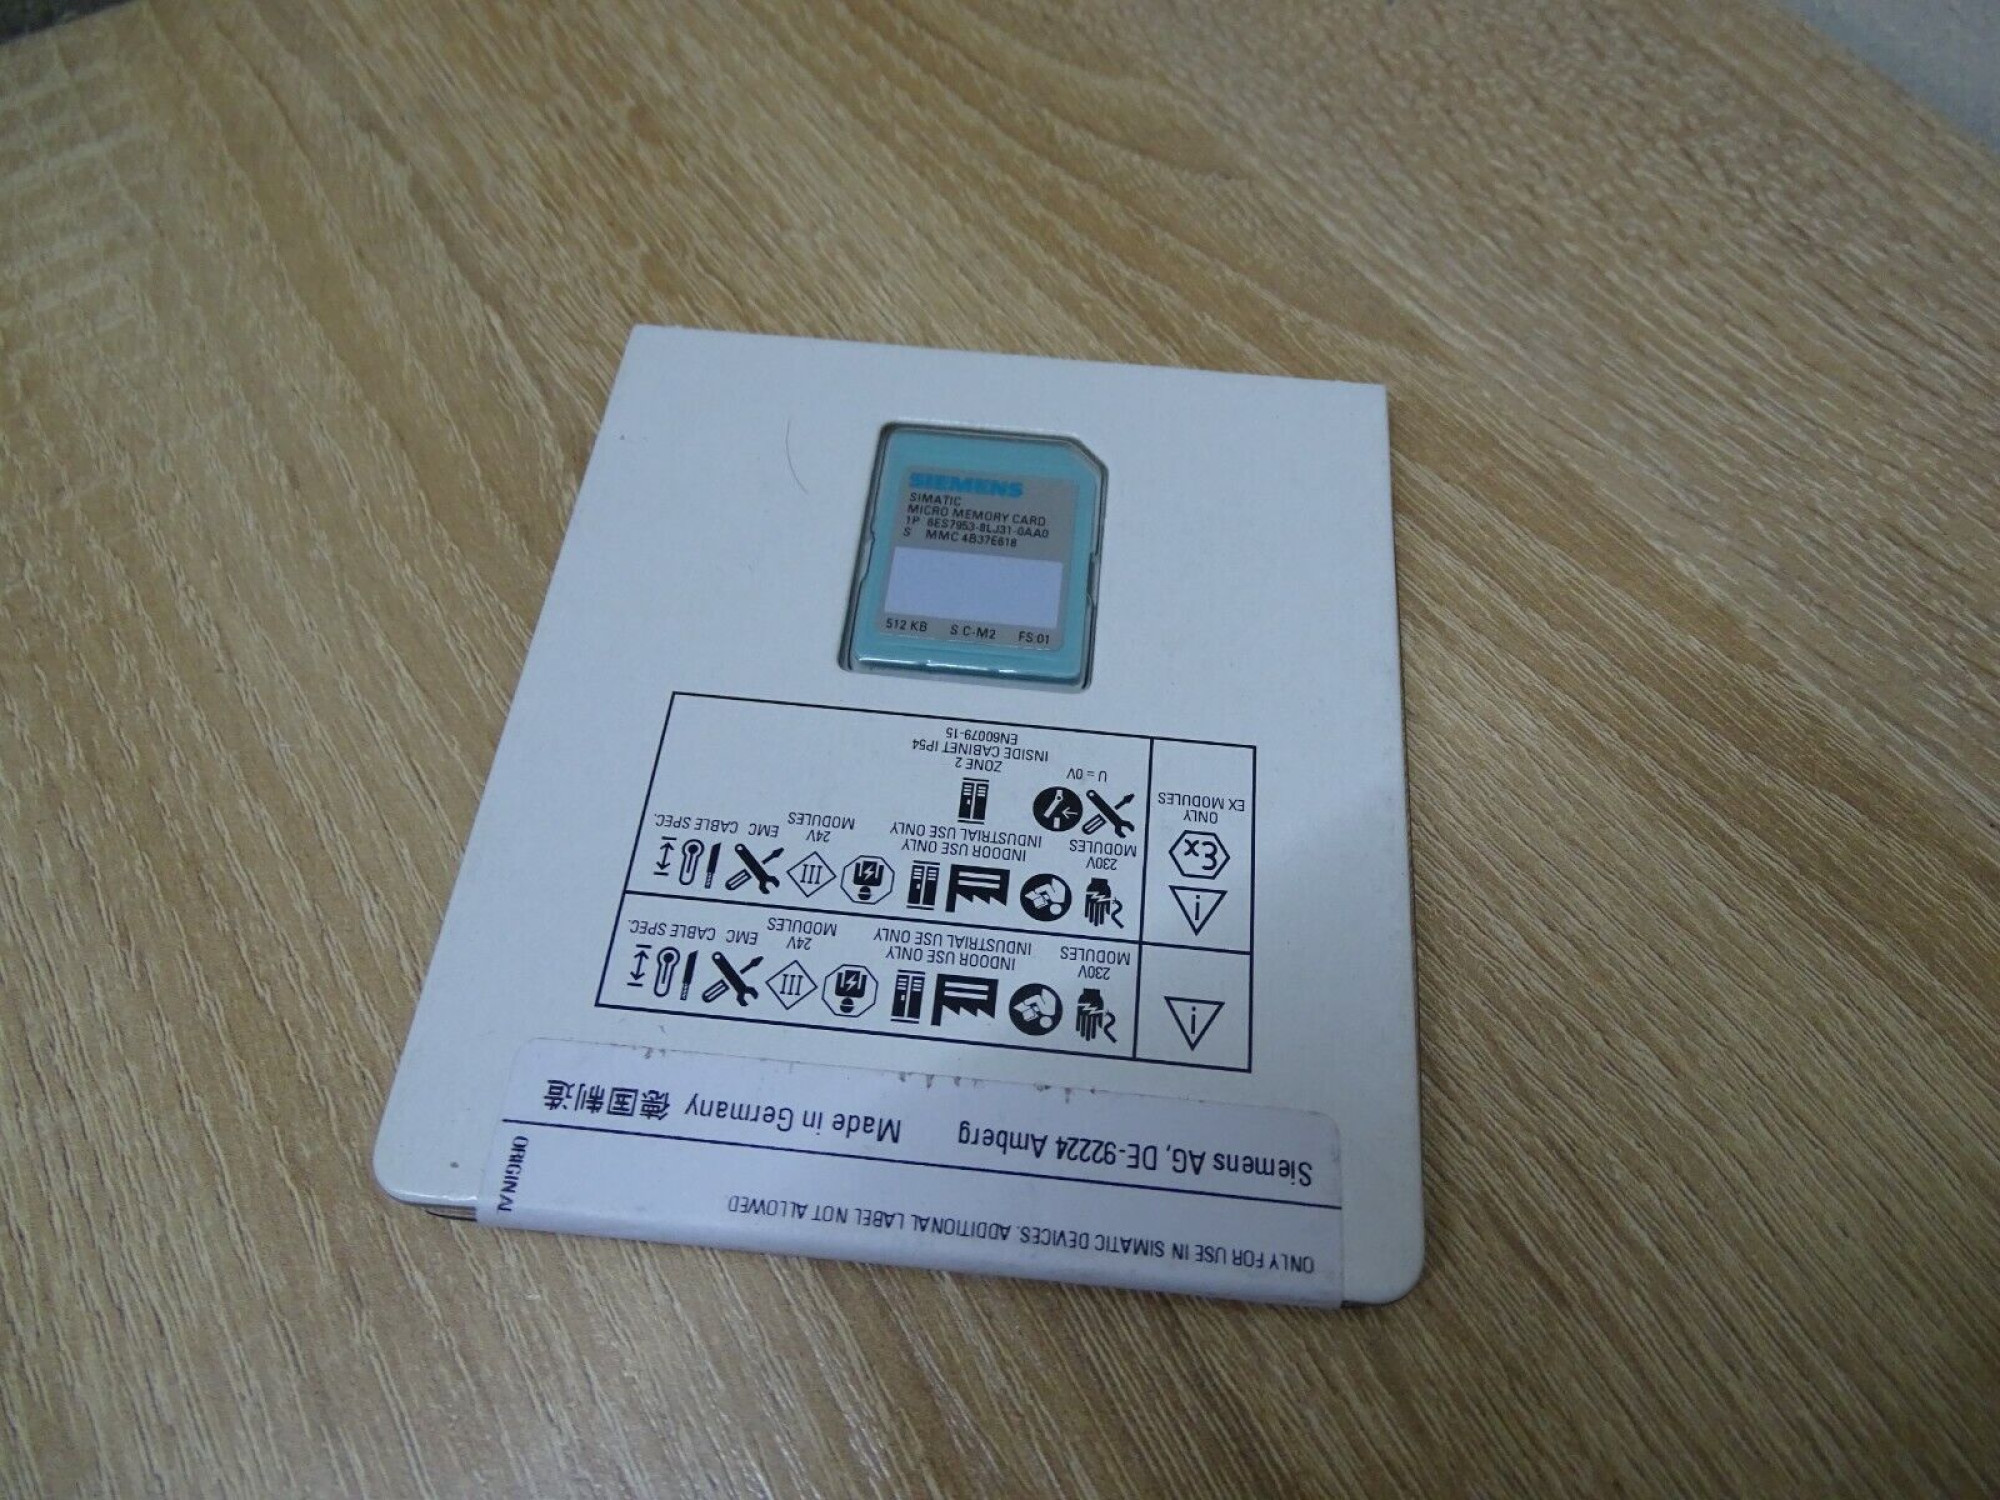 SIEMENS
SIMATIC
MICRO MEMORY CARD
1P 6ES7953-8LJ31-0AA0
S MMC 4B37E618
512 KB S C-M2 FS:01
ONLY FOR USE IN SIMATIC DEVICES. ADDITIONAL LABEL NOT ALLOWED
ORIGINAL
Siemens AG, DE-92224 Amberg Made in Germany 德国制造
i
III
230V
MODULES
INDOOR USE ONLY
INDUSTRIAL USE ONLY
24V
MODULES
EMC
CABLE SPEC.
i
Ex
ONLY
EX MODULES
III
230V
MODULES
INDOOR USE ONLY
INDUSTRIAL USE ONLY
24V
MODULES
EMC
CABLE SPEC.
U = 0V
ZONE 2
INSIDE CABINET IP54
EN60079-15